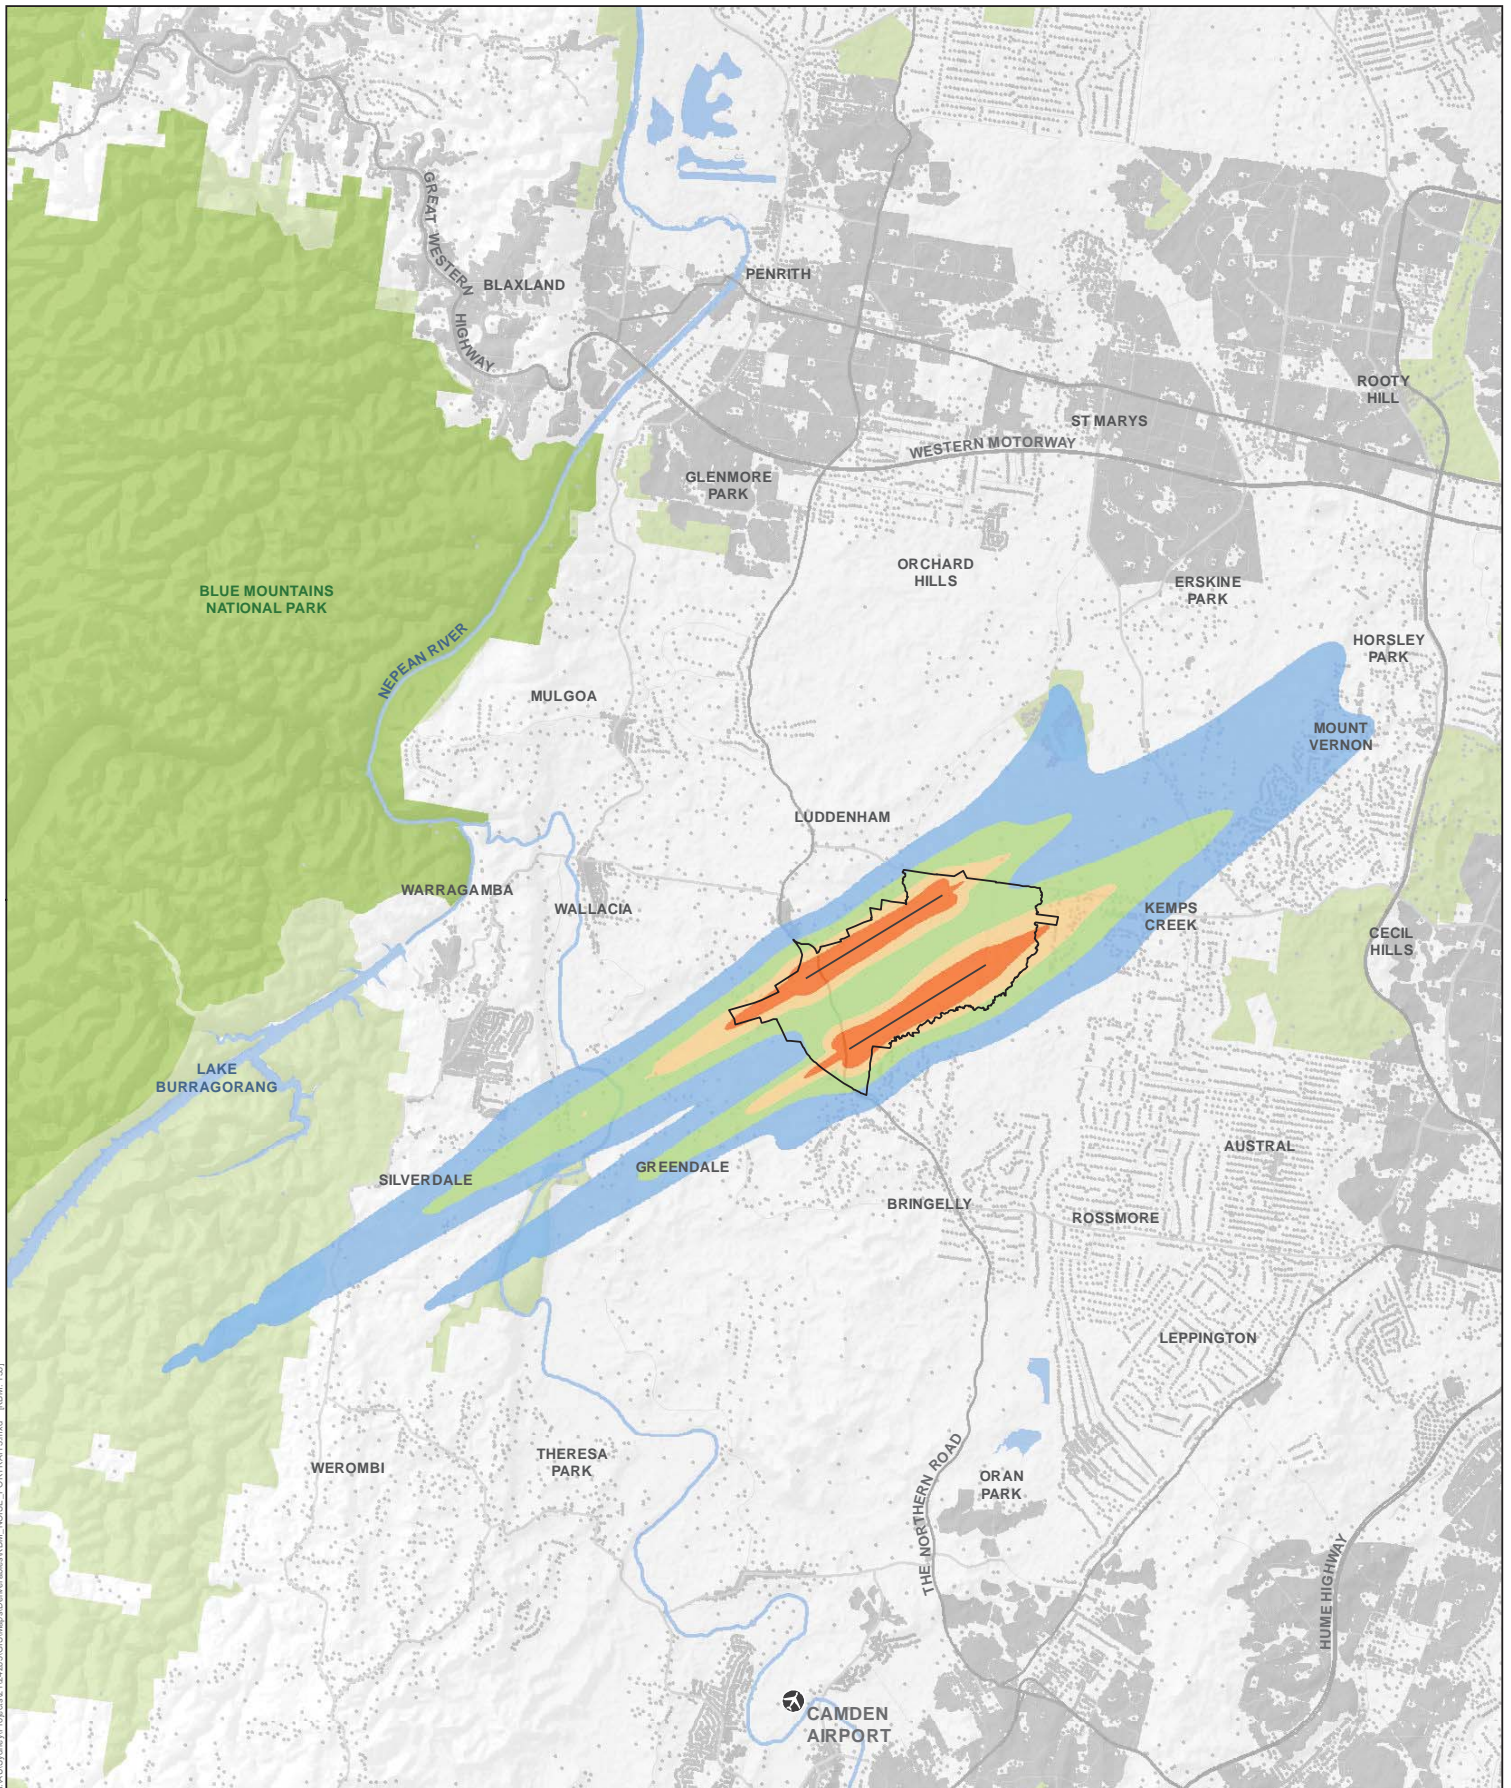 GREAT WESTERN HIGHWAY
BLAXLAND
PENRITH
ROOTY
HILL
ST MARYS
WESTERN MOTORWAY
GLENMORE
PARK
ORCHARD
HILLS
ERSKINE
PARK
BLUE MOUNTAINS
NATIONAL PARK
NEPEAN RIVER
HORSLEY
PARK
MULGOA
MOUNT
VERNON
LUDDENHAM
WARRAGAMBA
WALLACIA
KEMPS
CREEK
CECIL
HILLS
LAKE
BURRAGORANG
SILVERDALE
GREENDALE
AUSTRAL
BRINGELLY
ROSSMORE
LEPPINGTON
THERESA
PARK
WEROMBI
THE NORTHERN ROAD
ORAN
PARK
HUME HIGHWAY
CAMDEN
AIRPORT